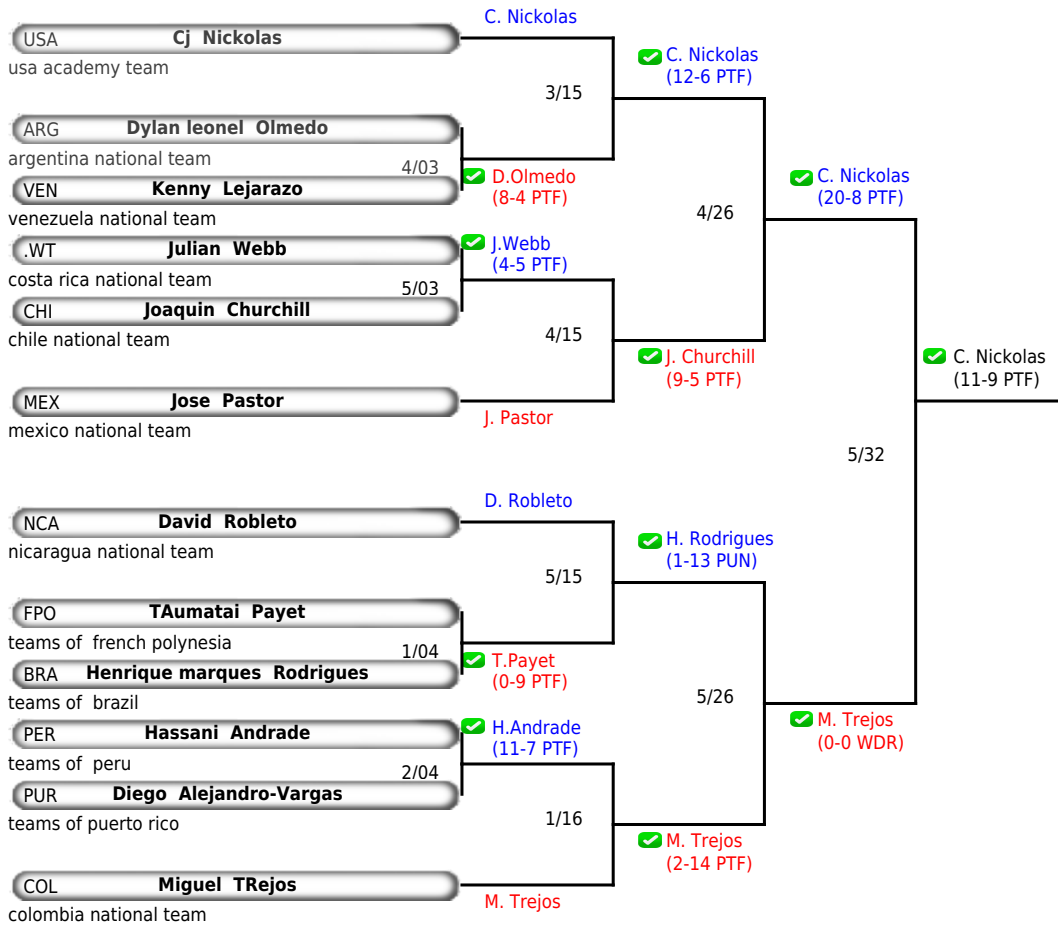 C. Nickolas
USA Cj Nickolas
usa academy team
C. Nickolas
(12-6 PTF)
3/15
ARG Dylan leonel Olmedo
argentina national team
4/03
D.Olmedo
(8-4 PTF)
VEN Kenny Lejarazo
venezuela national team
C. Nickolas
(20-8 PTF)
4/26
.WT Julian Webb
costa rica national team
J.Webb
(4-5 PTF)
5/03
CHI Joaquin Churchill
chile national team
4/15
J. Churchill
(9-5 PTF)
C. Nickolas
(11-9 PTF)
MEX Jose Pastor
mexico national team
J. Pastor
5/32
D. Robleto
NCA David Robleto
nicaragua national team
H. Rodrigues
(1-13 PUN)
5/15
FPO TAumatai Payet
teams of french polynesia
1/04
T.Payet
(0-9 PTF)
BRA Henrique marques Rodrigues
teams of brazil
5/26
M. Trejos
(0-0 WDR)
PER Hassani Andrade
teams of peru
H.Andrade
(11-7 PTF)
2/04
PUR Diego Alejandro-Vargas
teams of puerto rico
1/16
M. Trejos
(2-14 PTF)
COL Miguel TRejos
colombia national team
M. Trejos